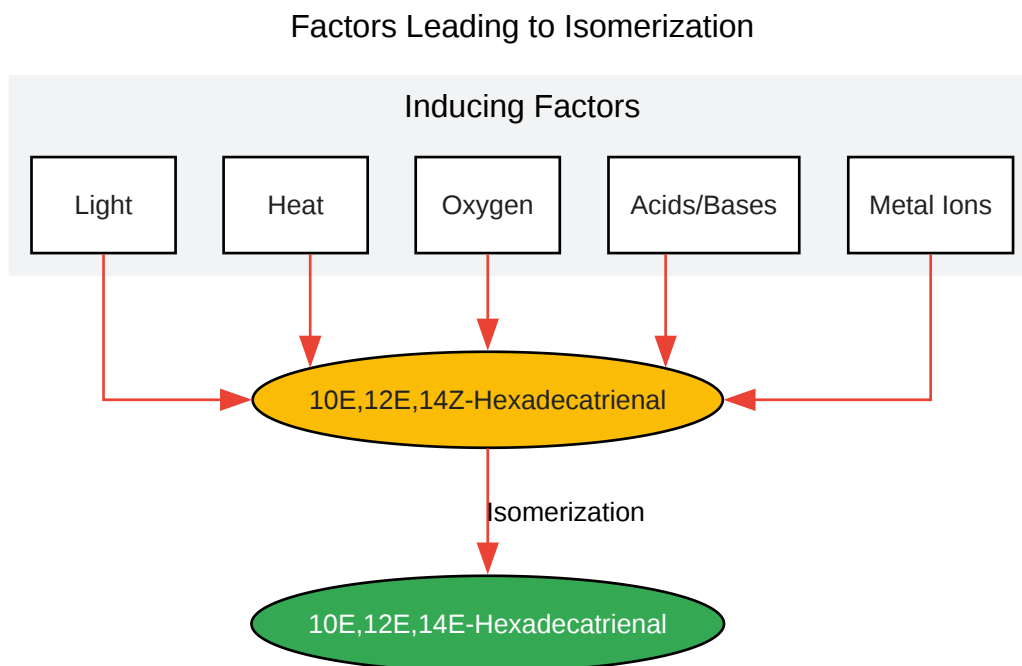 Factors Leading to Isomerization
Inducing Factors
Light
Heat
Oxygen
Acids/Bases
Metal Ions
10E,12E,14Z-Hexadecatrienal
Isomerization
10E,12E,14E-Hexadecatrienal